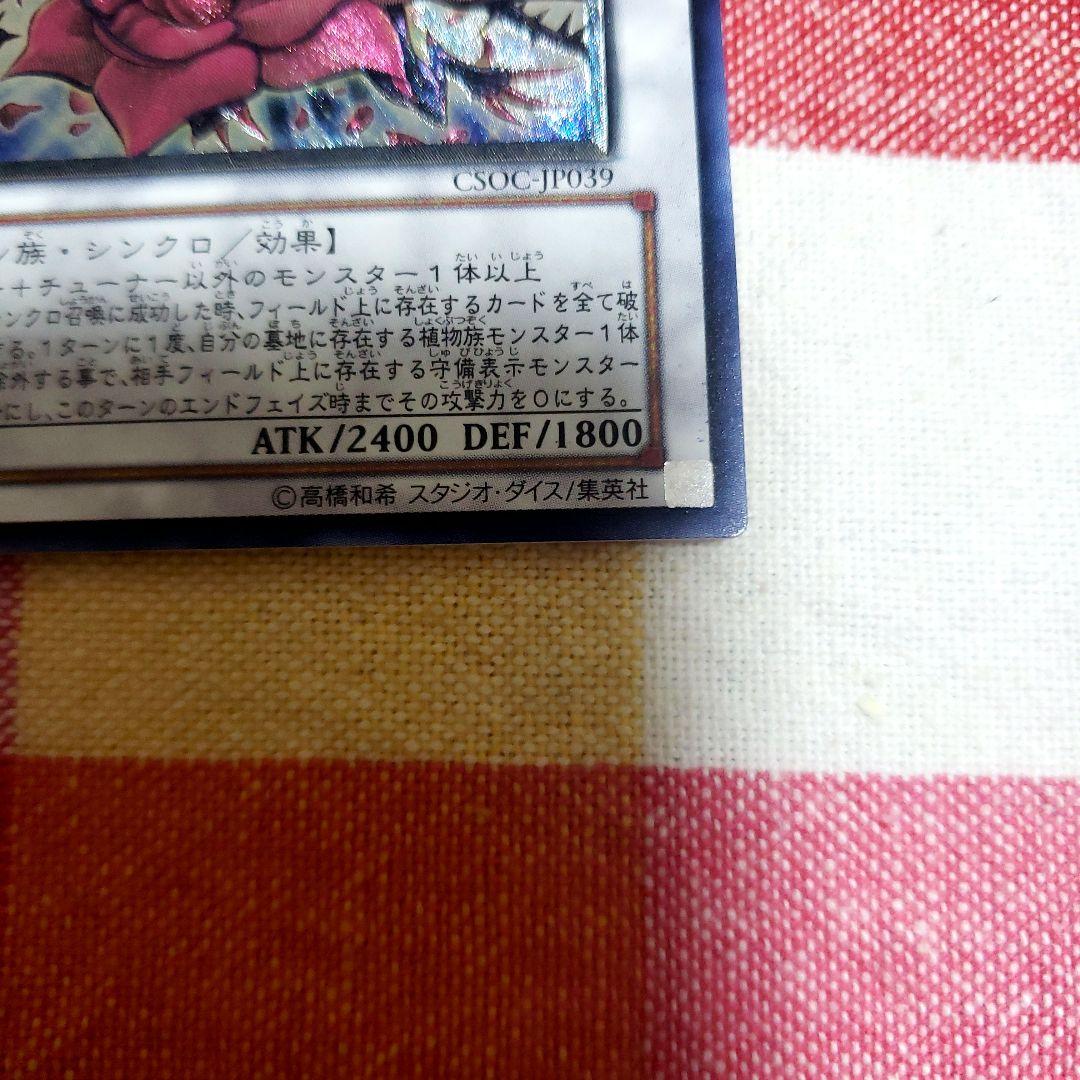 CSOC-JP039
族・シンクロ／効果】
＋チューナー以外のモンスター１体以上
シンクロ召喚に成功した時、フィールド上に存在するカードを全て破
する。１ターンに１度、自分の墓地に存在する植物族モンスター１体
除外する事で、相手フィールド上に存在する守備表示モンスター
にし、このターンのエンドフェイズ時までその攻撃力を０にする。
ATK/2400 DEF/1800
©高橋和希 スタジオ・ダイス/集英社